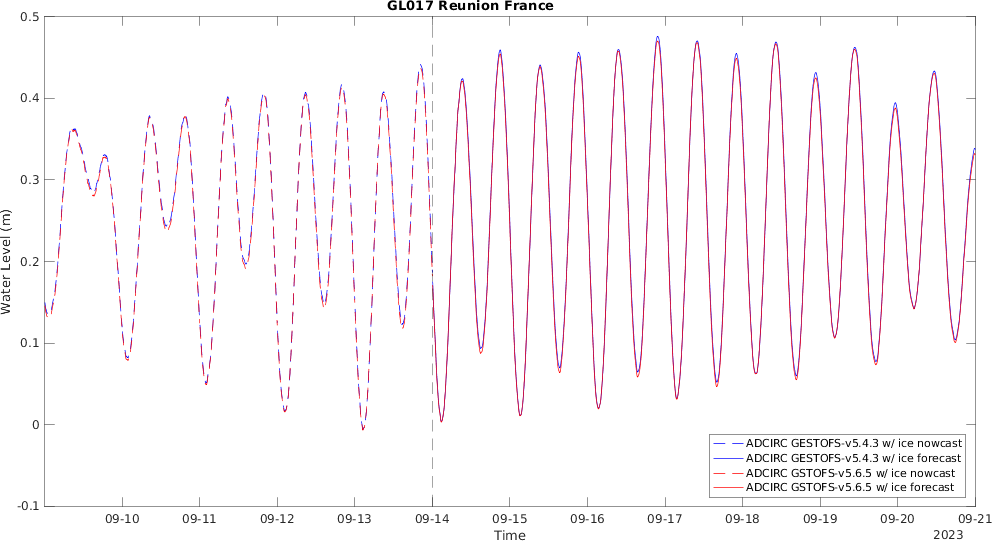 GL017 Reunion France
0.5
0.4
0.3
0.2
0.1
0
-0.1
Water Level (m)
09-10 09-11 09-12 09-13 09-14 09-15 09-16 09-17 09-18 09-19 09-20 09-21
Time
2023
ADCIRC GESTOFS-v5.4.3 w/ ice nowcast
ADCIRC GESTOFS-v5.4.3 w/ ice forecast
ADCIRC GSTOFS-v5.6.5 w/ ice nowcast
ADCIRC GSTOFS-v5.6.5 w/ ice forecast